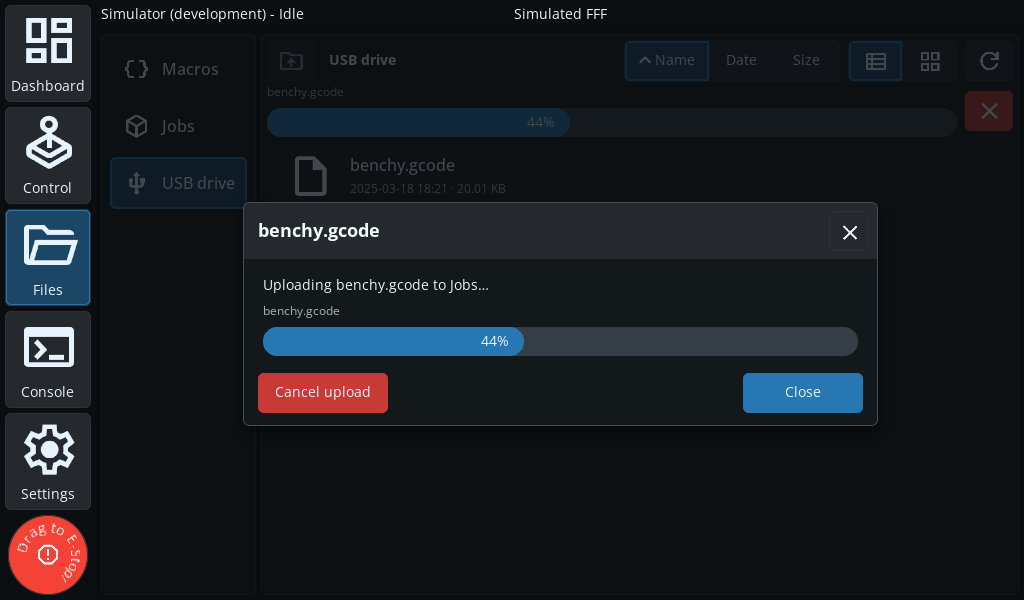 Simulator (development) - Idle
Simulated FFF
Dashboard
Control
Files
Console
Settings
Drag to E-Stop!
Macros
Jobs
USB drive
USB drive
Name
Date
Size
benchy.gcode
44%
benchy.gcode
2025-03-18 18:21 · 20.01 KB
benchy.gcode
Uploading benchy.gcode to Jobs...
benchy.gcode
44%
Cancel upload
Close